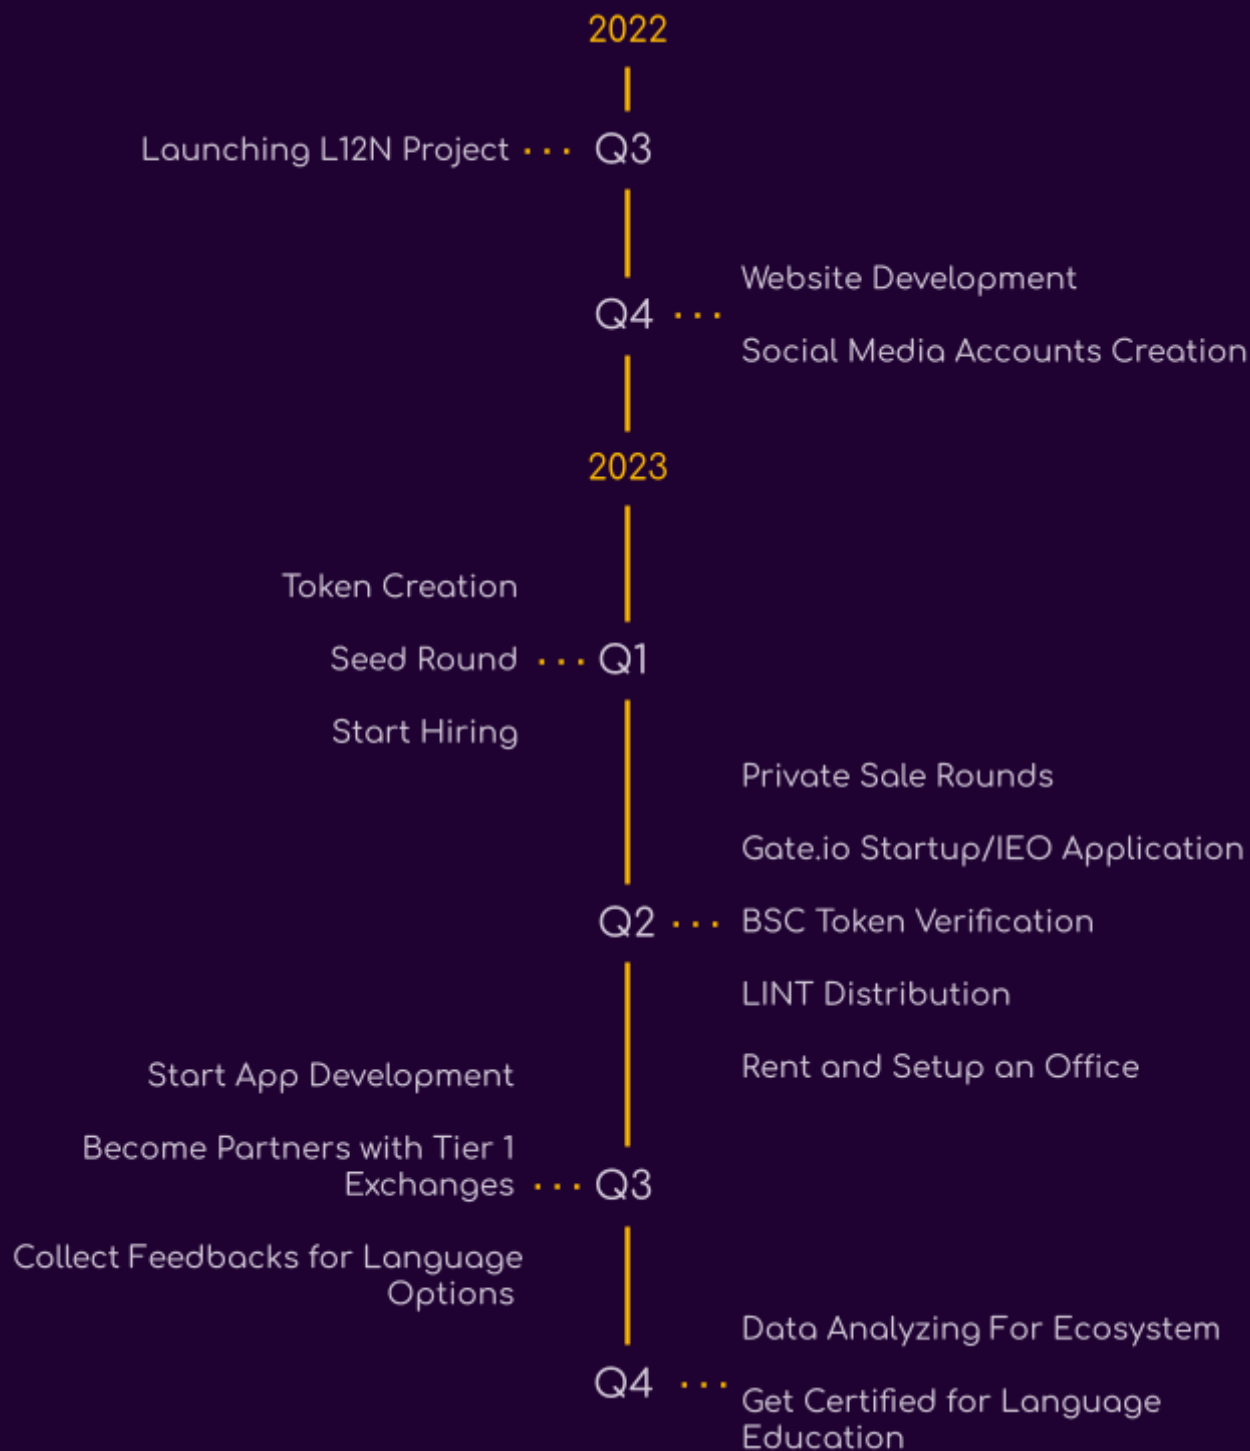 2022
Launching L12N Project
Q3
Website Development
Q4
Social Media Accounts Creation
2023
Token Creation
Seed Round
Q1
Start Hiring
Private Sale Rounds
Gate.io Startup/IEO Application
Q2
BSC Token Verification
LINT Distribution
Rent and Setup an Office
Start App Development
Become Partners with Tier 1
Exchanges
Q3
Collect Feedbacks for Language
Options
Data Analyzing For Ecosystem
Q4
Get Certified for Language
Education